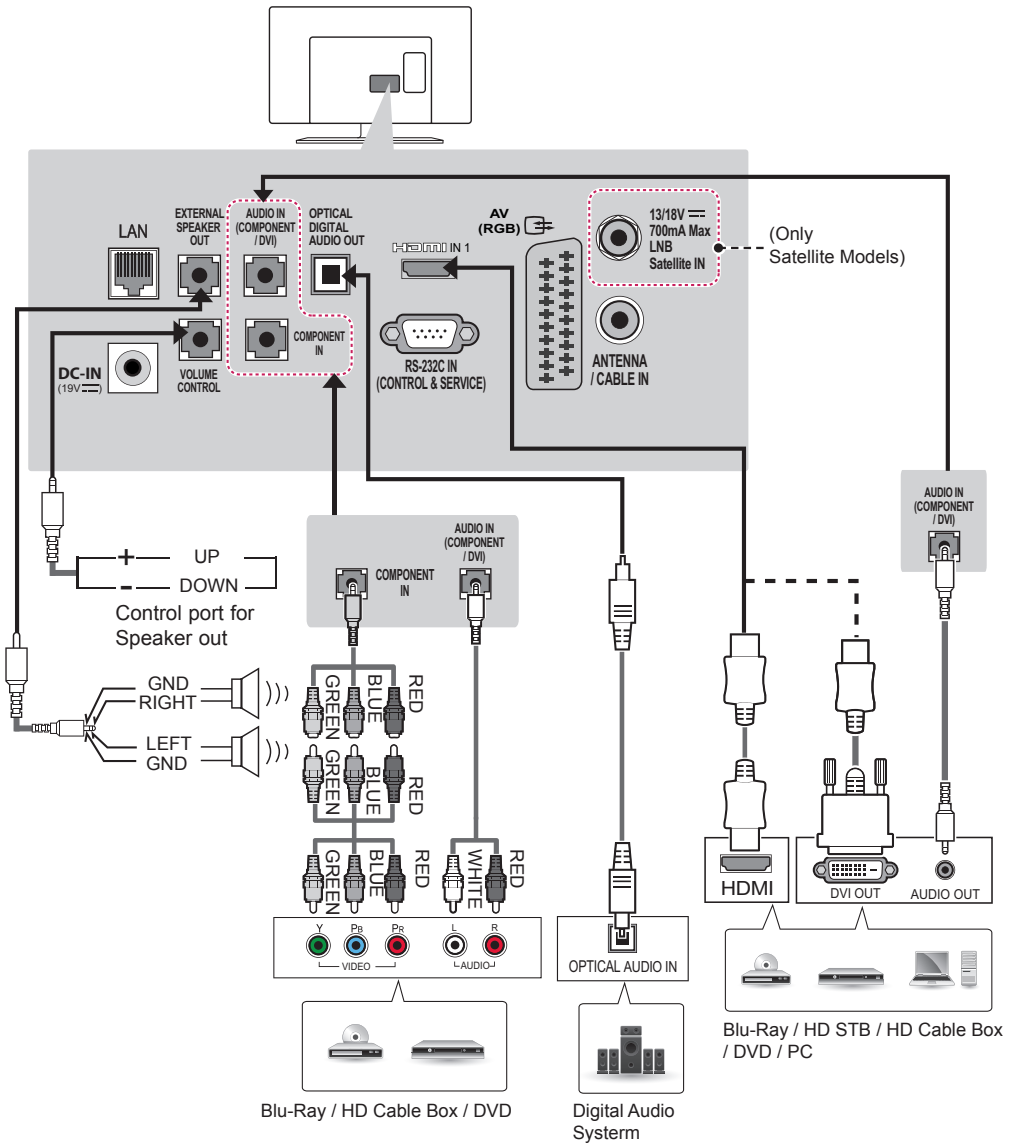 LAN
EXTERNAL
SPEAKER
OUT
AUDIO IN
(COMPONENT
/ DVI)
OPTICAL
DIGITAL
AUDIO OUT
HDMI IN 1
AV
(RGB)
13/18V
700mA Max
LNB
Satellite IN
(Only
Satellite Models)
DC-IN
(19V)
VOLUME
CONTROL
COMPONENT
IN
RS-232C IN
(CONTROL & SERVICE)
ANTENNA
/ CABLE IN
AUDIO IN
(COMPONENT
/ DVI)
+ UP
- DOWN
Control port for
Speaker out
COMPONENT
IN
AUDIO IN
(COMPONENT
/ DVI)
GND
RIGHT
LEFT
GND
GREEN
BLUE
RED
GREEN
BLUE
RED
GREEN
BLUE
RED
WHITE
RED
Y PB PR
VIDEO
L R
AUDIO
OPTICAL AUDIO IN
HDMI
DVI OUT
AUDIO OUT
Blu-Ray / HD Cable Box / DVD
Digital Audio
Systerm
Blu-Ray / HD STB / HD Cable Box
/ DVD / PC